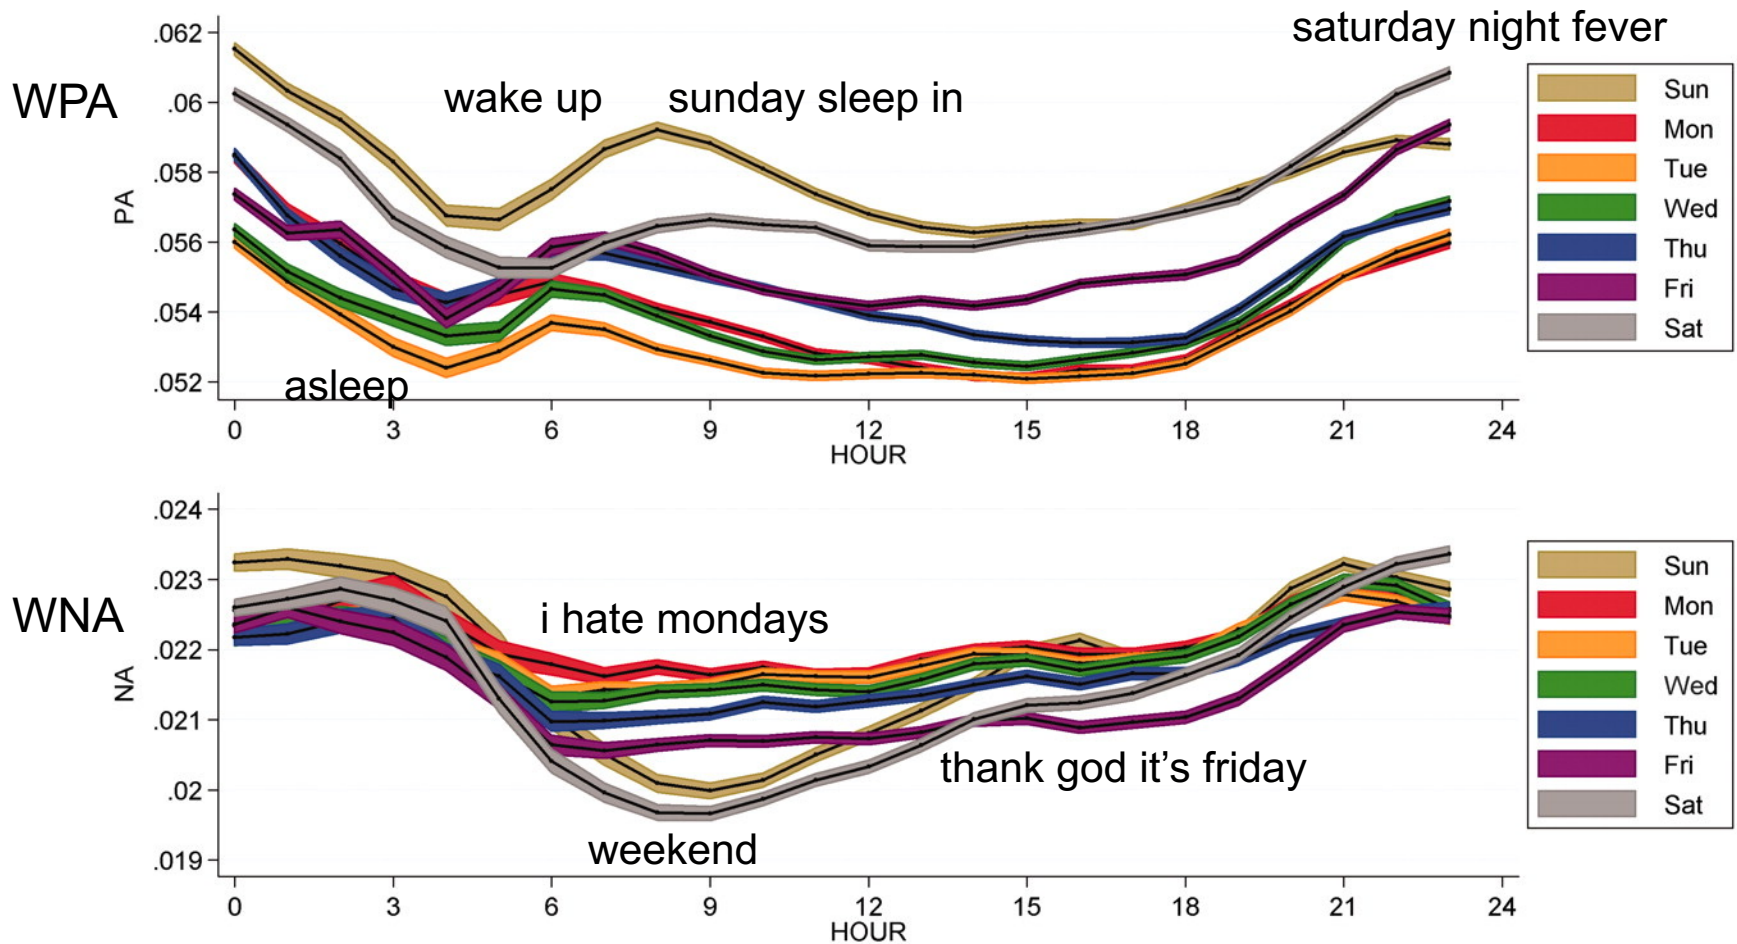 saturday night fever
WPA
wake up
sunday sleep in
asleep
PA
.062
.06
.058
.056
.054
.052
0 3 6 9 12 15 18 21 24
HOUR
Sun
Mon
Tue
Wed
Thu
Fri
Sat
WNA
i hate mondays
thank god it’s friday
weekend
NA
.024
.023
.022
.021
.02
.019
0 3 6 9 12 15 18 21 24
HOUR
Sun
Mon
Tue
Wed
Thu
Fri
Sat